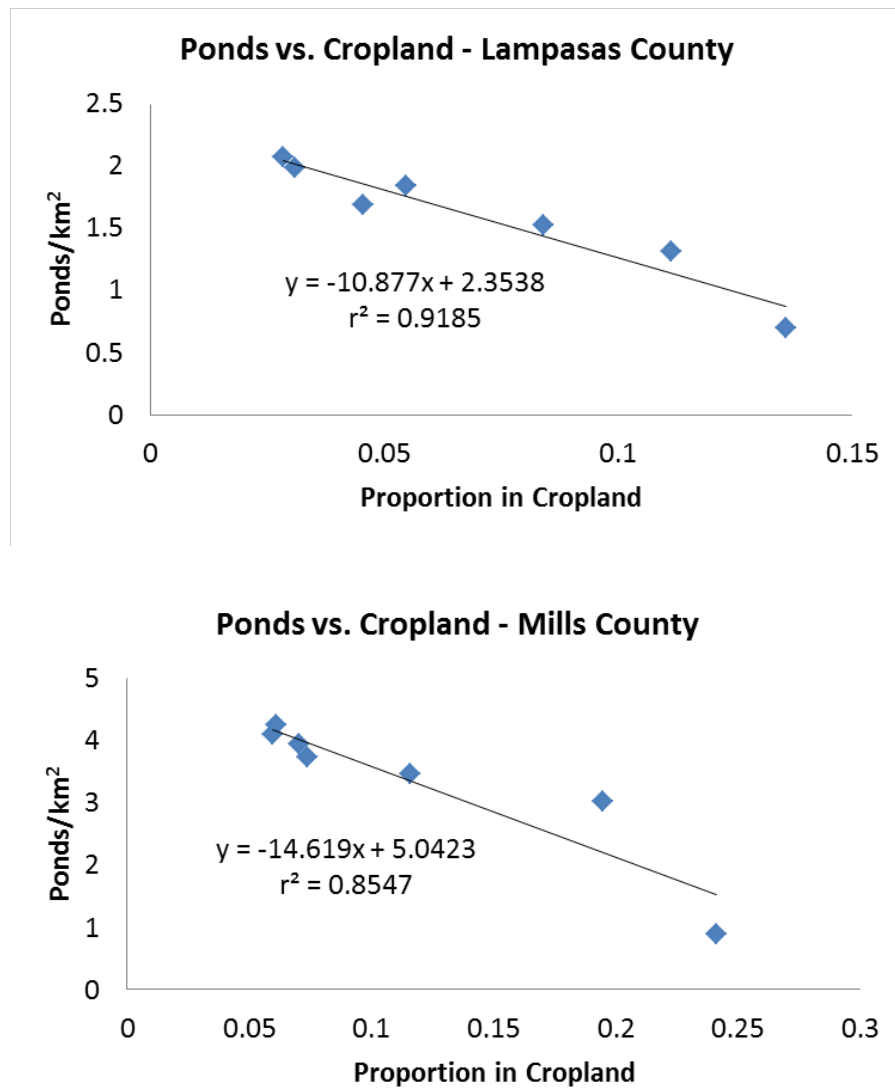 Ponds vs. Cropland - Lampasas County
2.5
2
1.5
1
0.5
0
Ponds/km²
y = -10.877x + 2.3538
r² = 0.9185
0 0.05 0.1 0.15
Proportion in Cropland
Ponds vs. Cropland - Mills County
5
4
3
2
1
0
Ponds/km²
y = -14.619x + 5.0423
r² = 0.8547
0 0.05 0.1 0.15 0.2 0.25 0.3
Proportion in Cropland